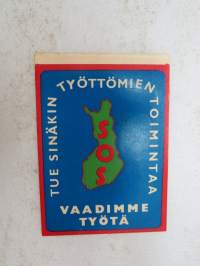 TUE SINÄKIN TYÖTTÖMIEN TOIMINTAA
SOS
VAADIMME
TYÖTÄ